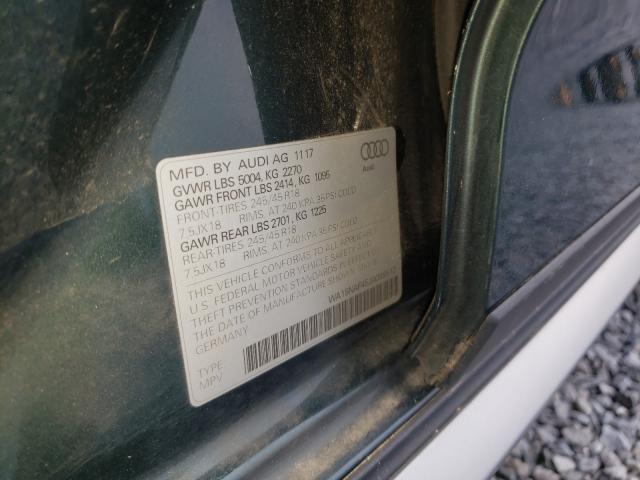 MFD. BY AUDI AG 11 17
GVWR LBS 5004, KG 2270
GAWR FRONT LBS 2414, KG 1095
FRONT-TIRES 245/45 R18
7.5JX18 RIMS, AT 240 KPA, 35 PSI COLD
GAWR REAR LBS 2701, KG 1225
REAR-TIRES 245/45 R18
7.5JX18 RIMS, AT 240 KPA, 35 PSI COLD
THIS VEHICLE CONFORMS TO ALL APPLICABLE
U.S. FEDERAL MOTOR VEHICLE SAFETY AND
THEFT PREVENTION STANDARDS IN EFFECT ON
THE DATE OF MANUFACTURE SHOWN ABOVE
GERMANY
TYPE
MPV
Audi